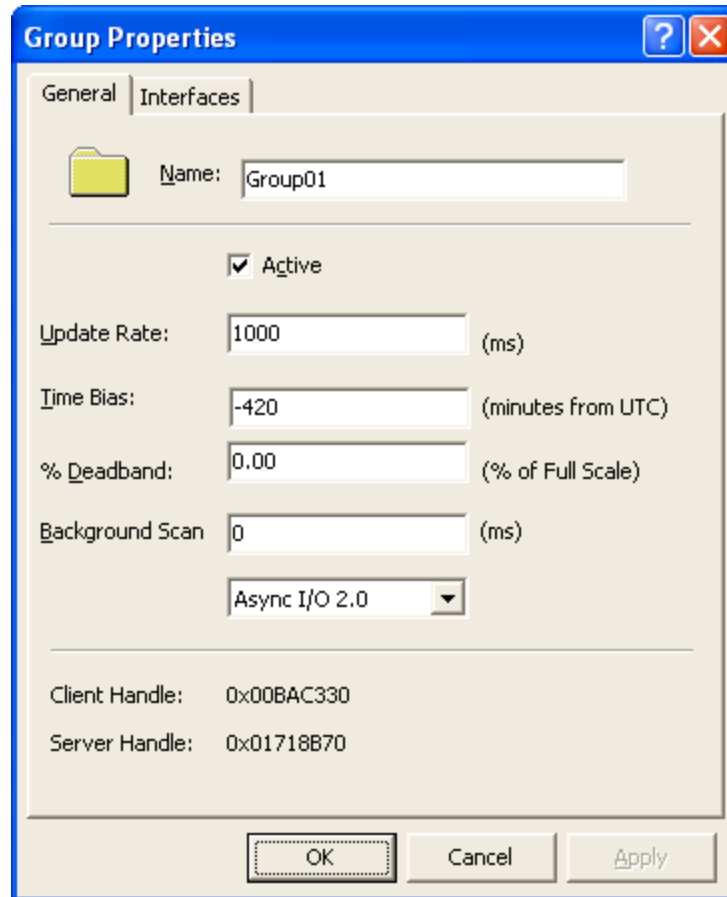 Group Properties
General Interfaces
Name: Group01
Active
Update Rate: 1000 (ms)
Time Bias: -420 (minutes from UTC)
% Deadband: 0.00 (% of Full Scale)
Background Scan 0 (ms)
Async I/O 2.0
Client Handle: 0x00BAC330
Server Handle: 0x01718B70
OK Cancel Apply